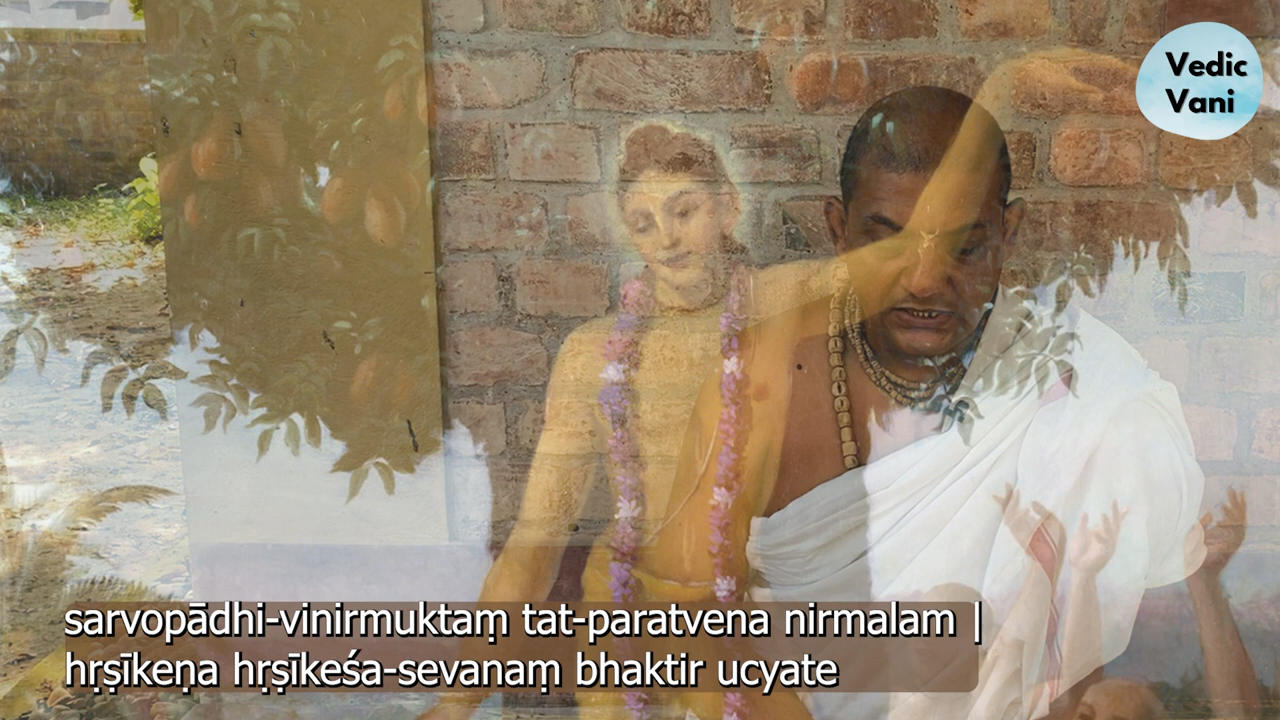 Vedic
Vani
sarvopādhi-vinirmuktaṃ tat-paratvena nirmalam |
hṛṣīkeṇa hṛṣīkeśa-sevanaṃ bhaktir ucyate